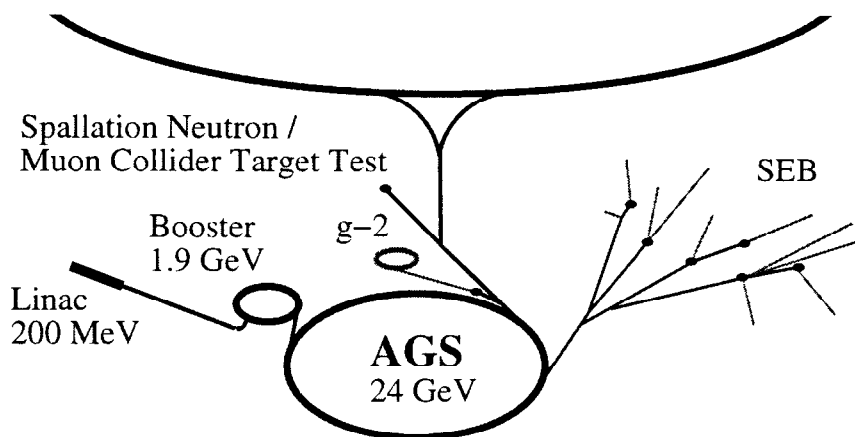 Spallation Neutron /
Muon Collider Target Test
SEB
Booster
1.9 GeV
g−2
Linac
200 MeV
AGS
24 GeV